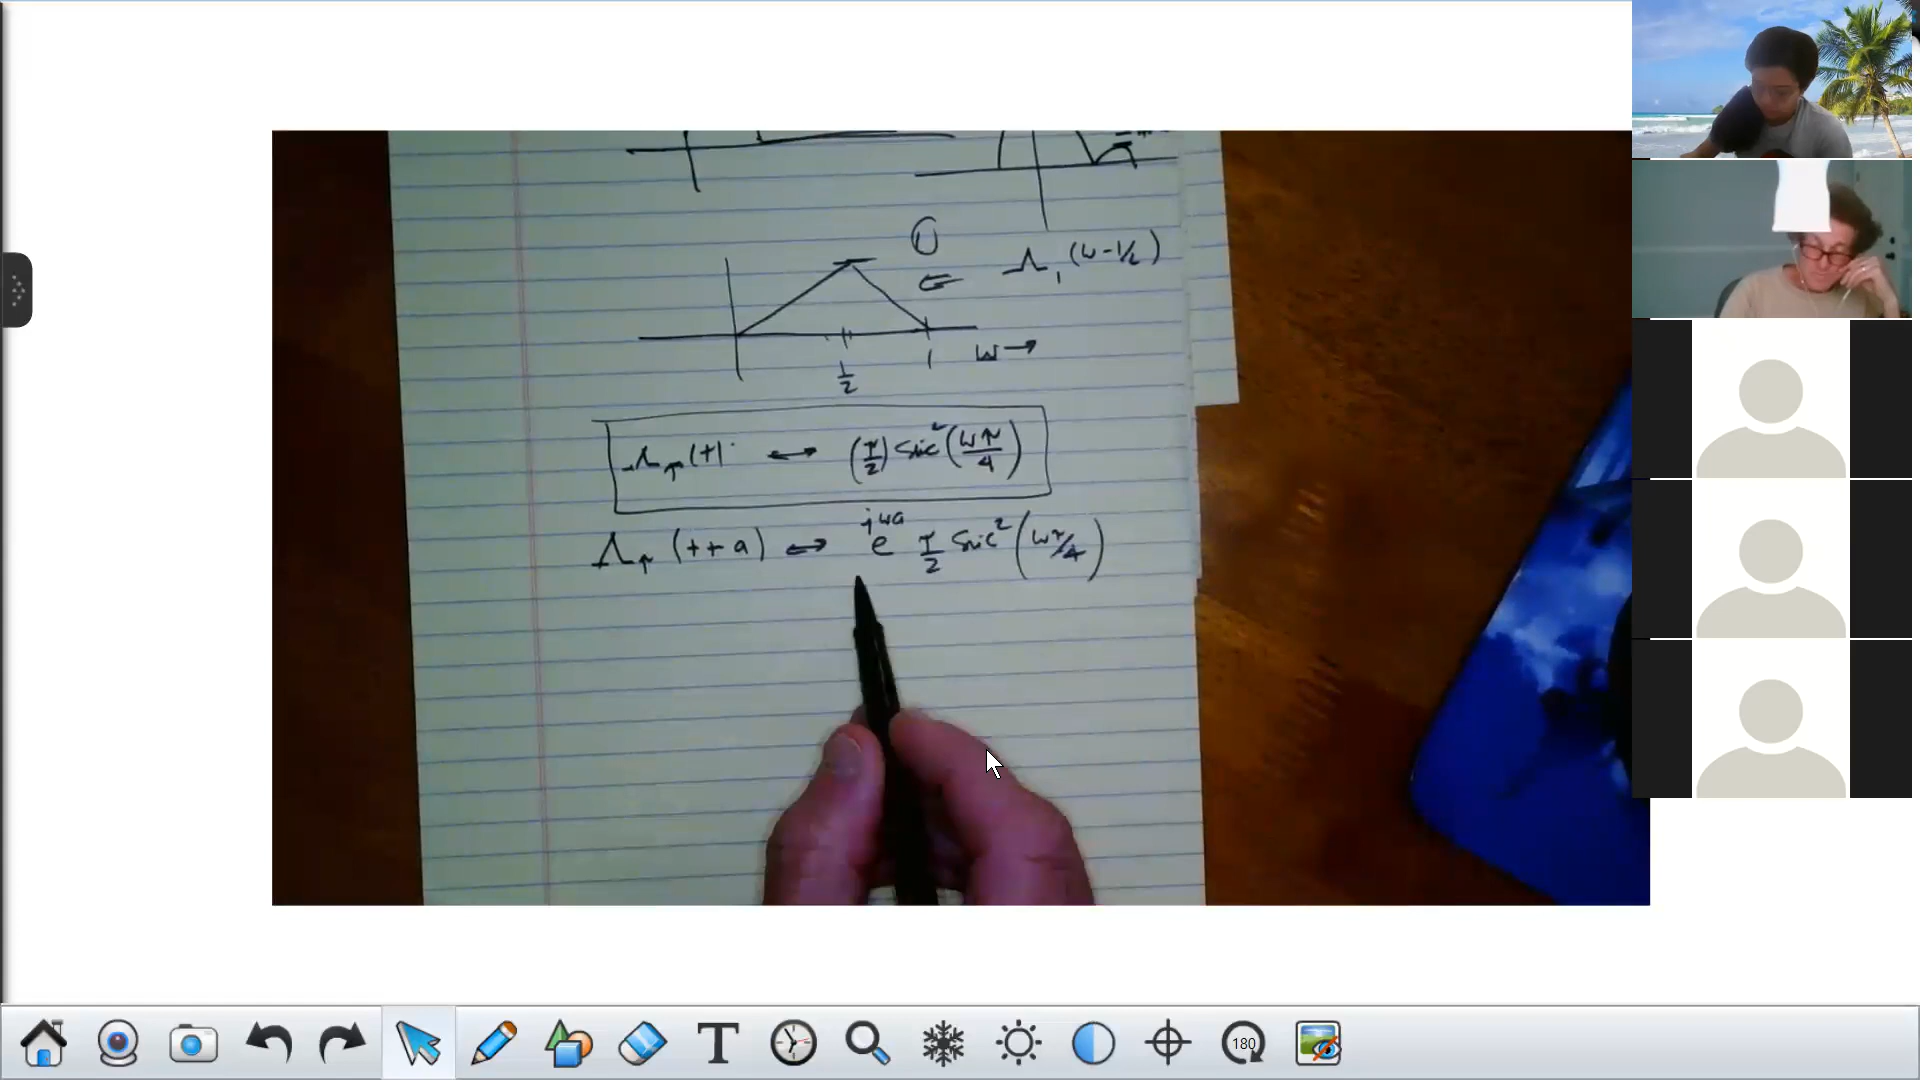 ①
Λ₁(ω-1/2)
1/2 1 ω→
Λτ(t) ↔ (τ/2) Sinc²(ωτ/4)
Λτ(t+a) ↔ e^jωa τ/2 Sinc²(ωτ/4)
T
180